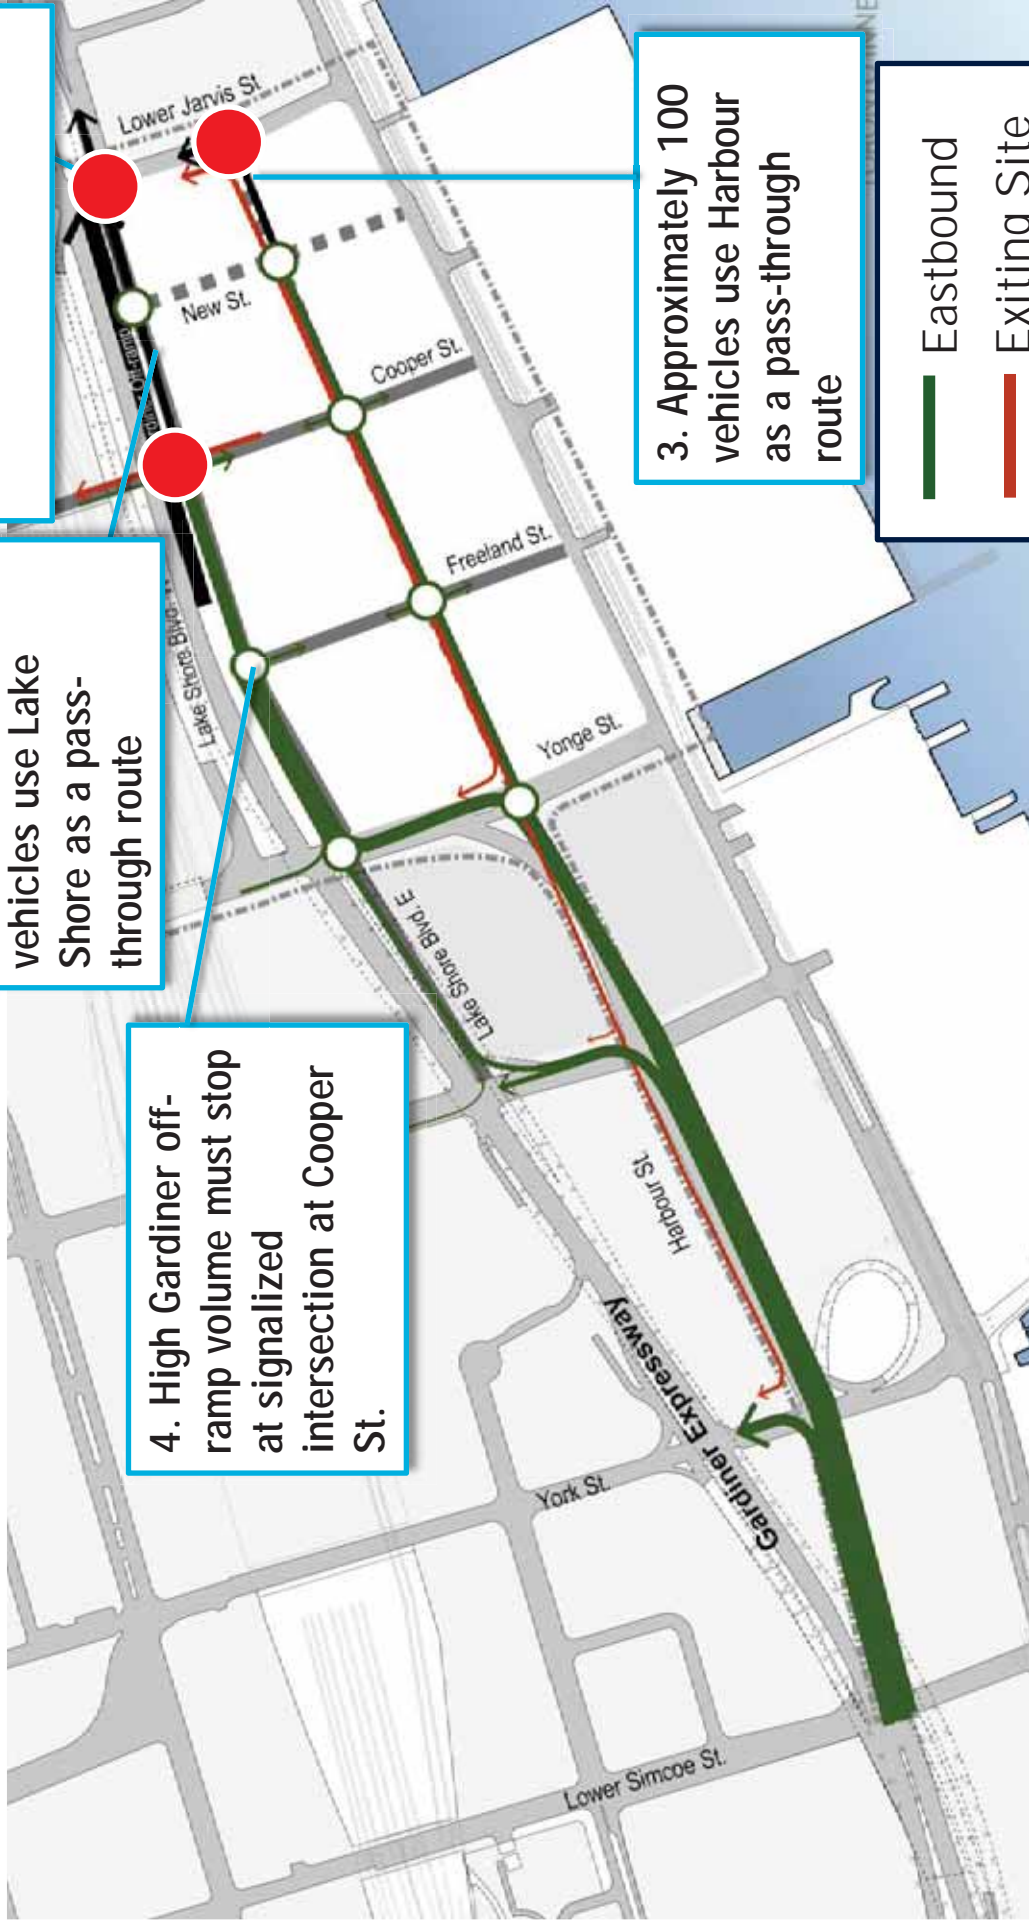 vehicles use Lake
Shore as a pass-
through route
4. High Gardiner off-
ramp volume must stop
at signalized
intersection at Cooper
St.
3. Approximately 100
vehicles use Harbour
as a pass-through
route
Eastbound
Exiting Site
Lower Jarvis St
New St.
Cooper St.
Freeland St.
Yonge St.
Lake Shore Blvd.
Lake Shore Blvd. E
Harbour St.
Gardiner Expressway
York St.
Lower Simcoe St.